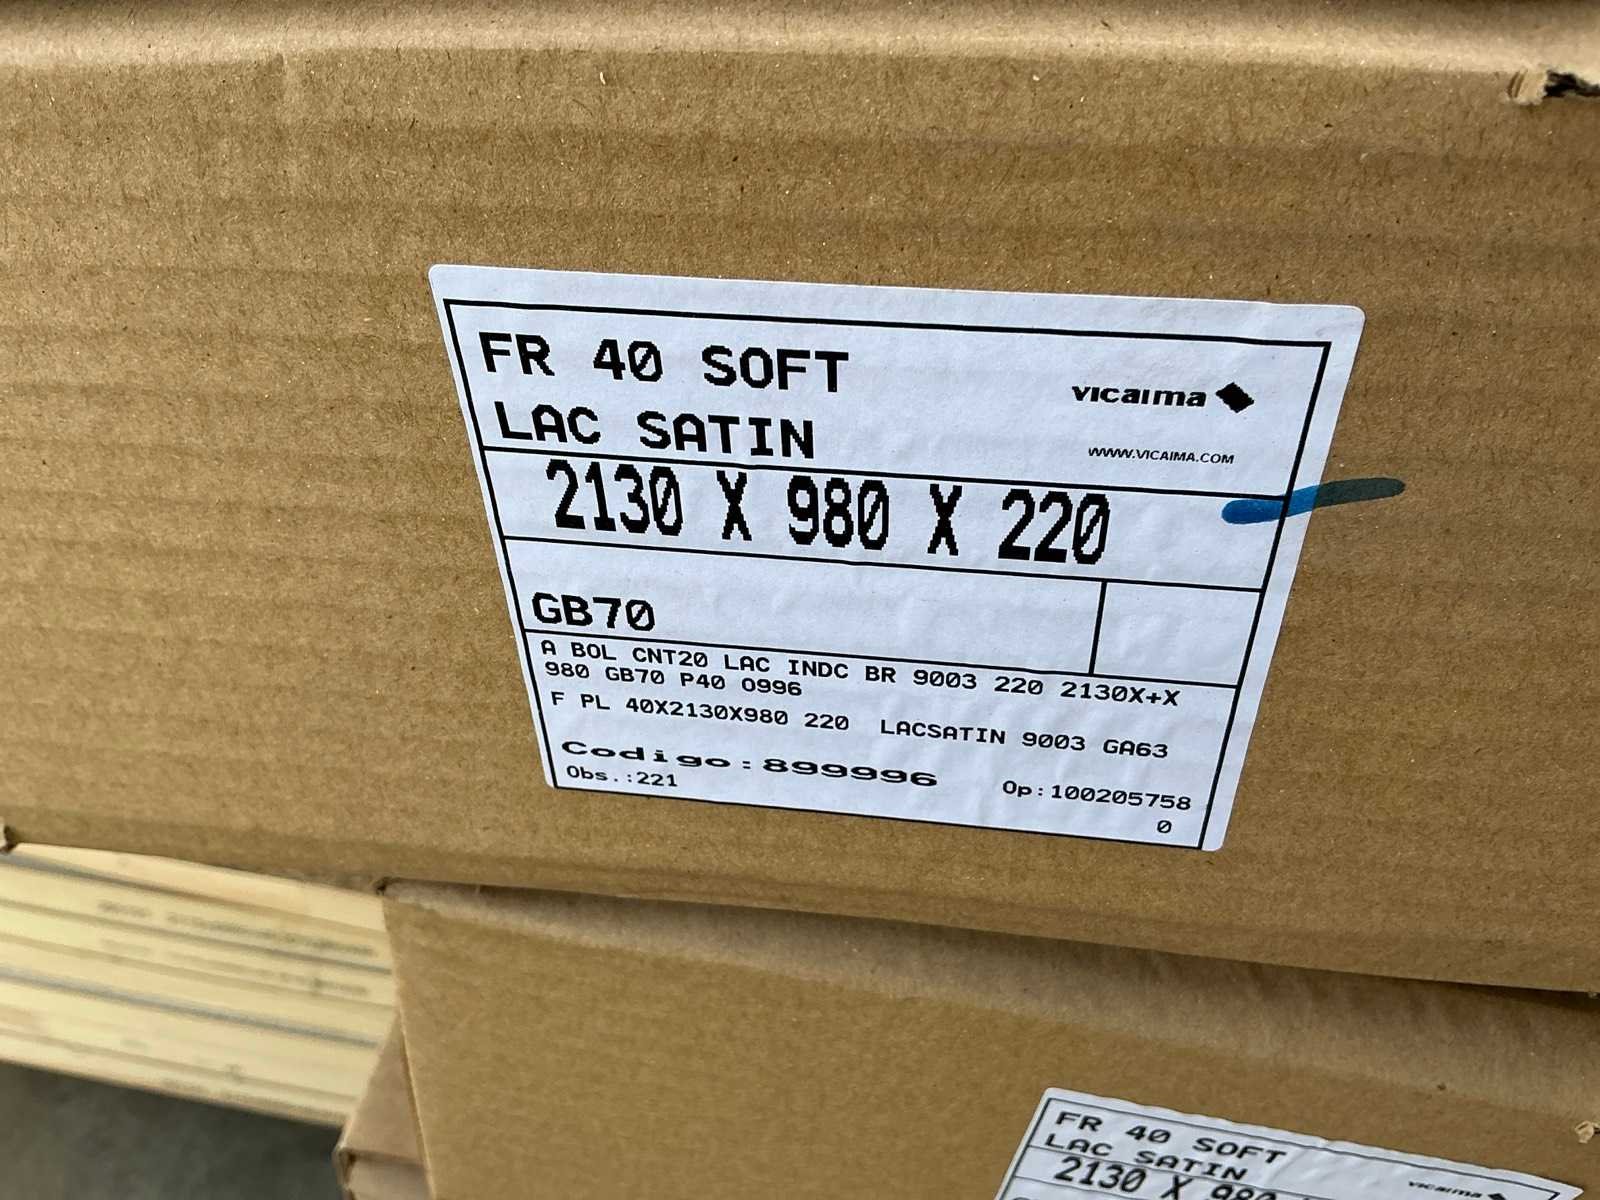 FR 40 SOFT
LAC SATIN
vicaima
WWW.VICAIMA.COM
2130 X 980 X 220
GB70
A BOL CNT20 LAC INDC BR 9003 220 2130X+X
980 GB70 P40 0996
F PL 40X2130X980 220 LACSATIN 9003 GA63
Codigo:899996
Obs.:221
Op:100205758
0
FR 40 SOFT
LAC SATIN
vicaima
2130 X 980